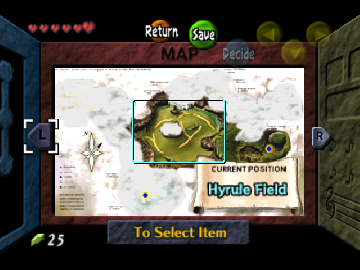 Return
Save
MAP
Decide
L
N
R
CURRENT POSITION
Hyrule Field
25
To Select Item